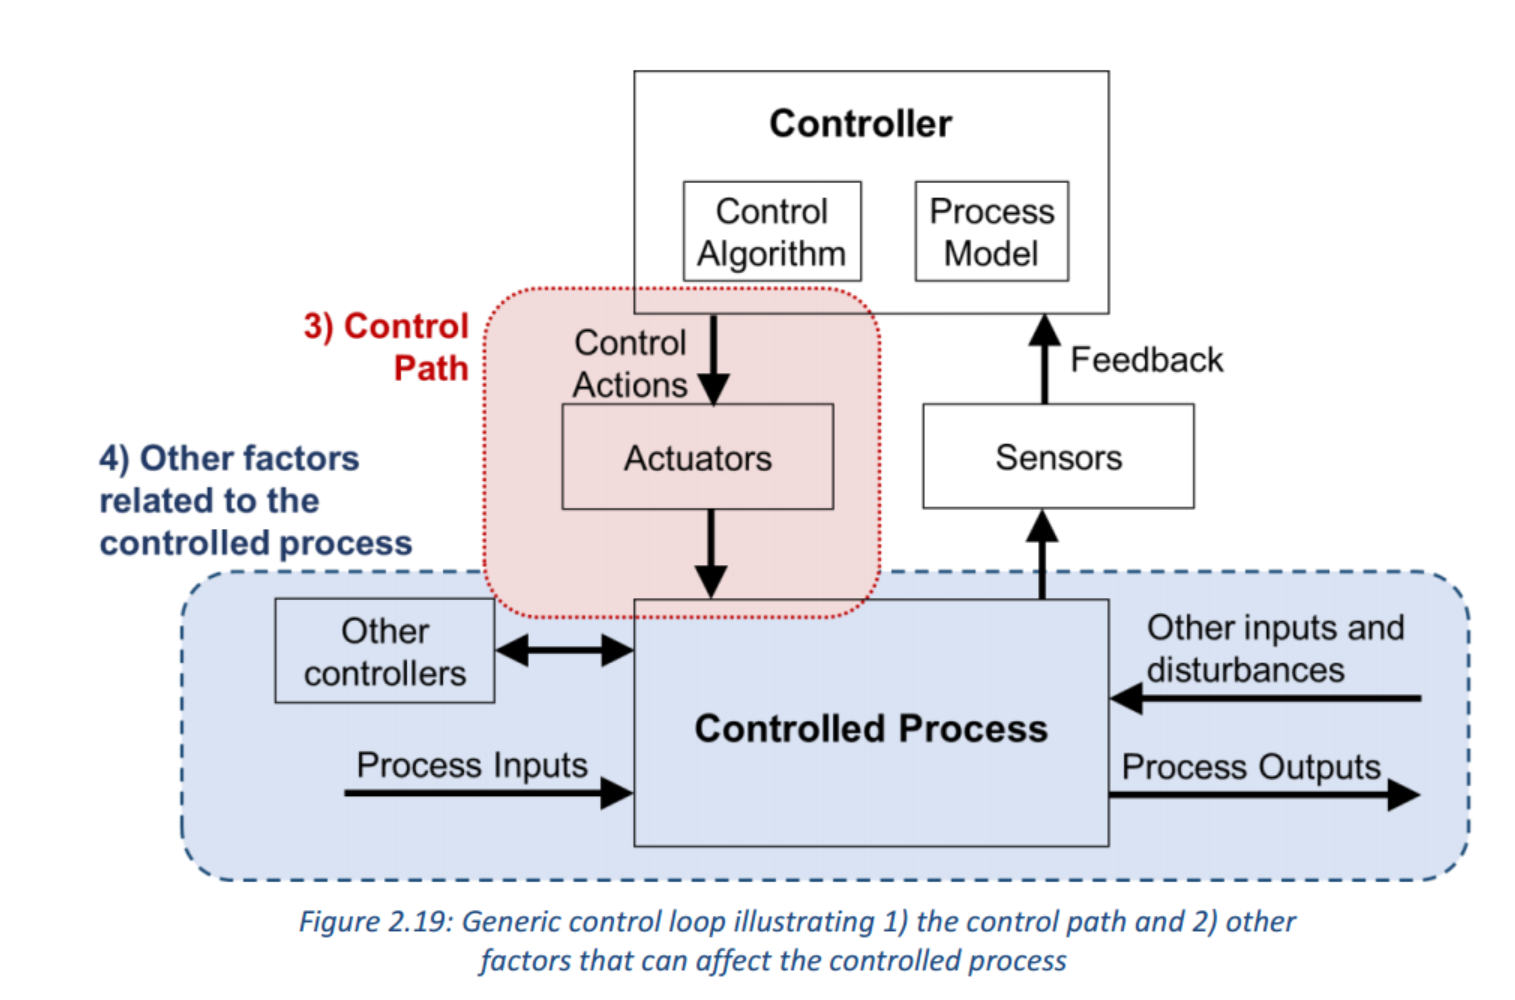 Controller
Control
Algorithm
Process
Model
3) Control
Path
Control
Actions
Feedback
Actuators
Sensors
4) Other factors
related to the
controlled process
Other
controllers
Other inputs and
disturbances
Controlled Process
Process Inputs
Process Outputs
Figure 2.19: Generic control loop illustrating 1) the control path and 2) other
factors that can affect the controlled process